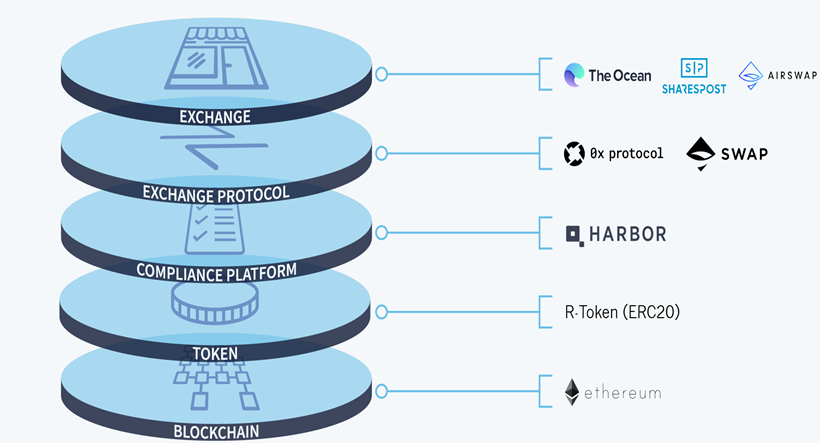 EXCHANGE
The Ocean
S|P
SHARESPOST
AIRSWAP
EXCHANGE PROTOCOL
0x protocol
SWAP
COMPLIANCE PLATFORM
HARBOR
TOKEN
R-Token (ERC20)
BLOCKCHAIN
ethereum